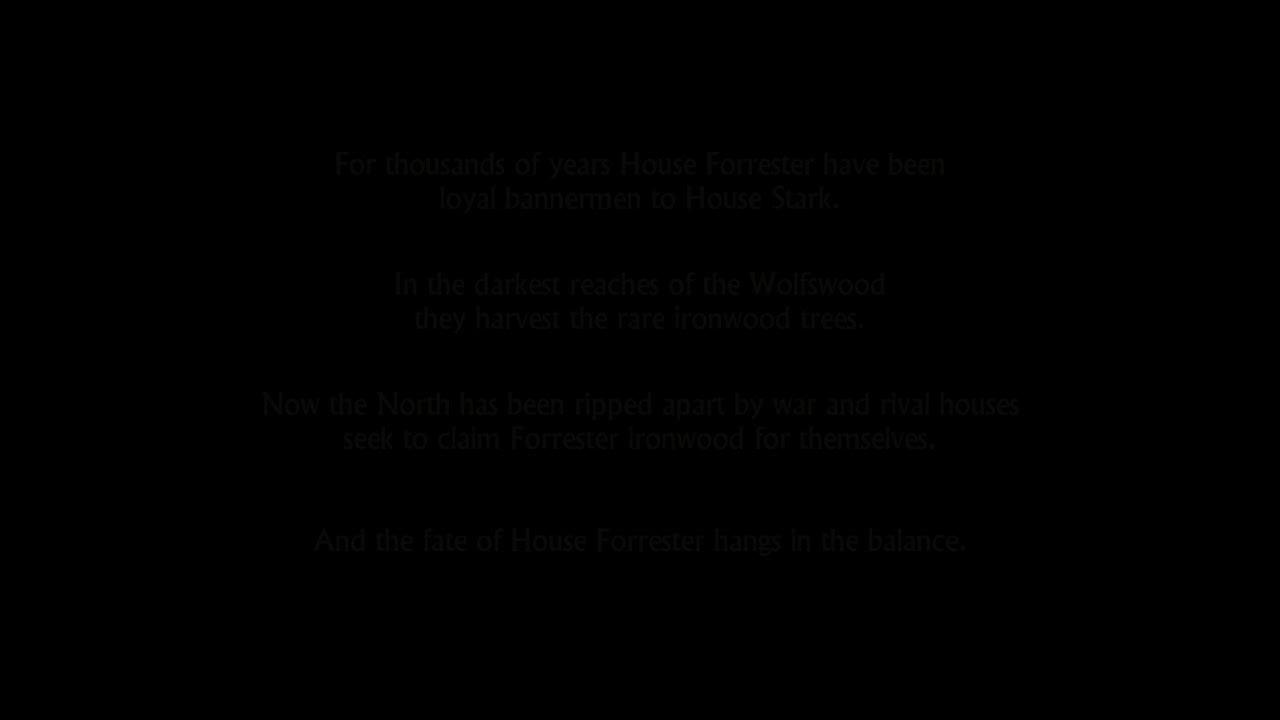 For thousands of years House Forrester have been
loyal bannermen to House Stark.
In the darkest reaches of the Wolfswood
they harvest the rare ironwood trees.
Now the North has been ripped apart by war and rival houses
seek to claim Forrester ironwood for themselves.
And the fate of House Forrester hangs in the balance.